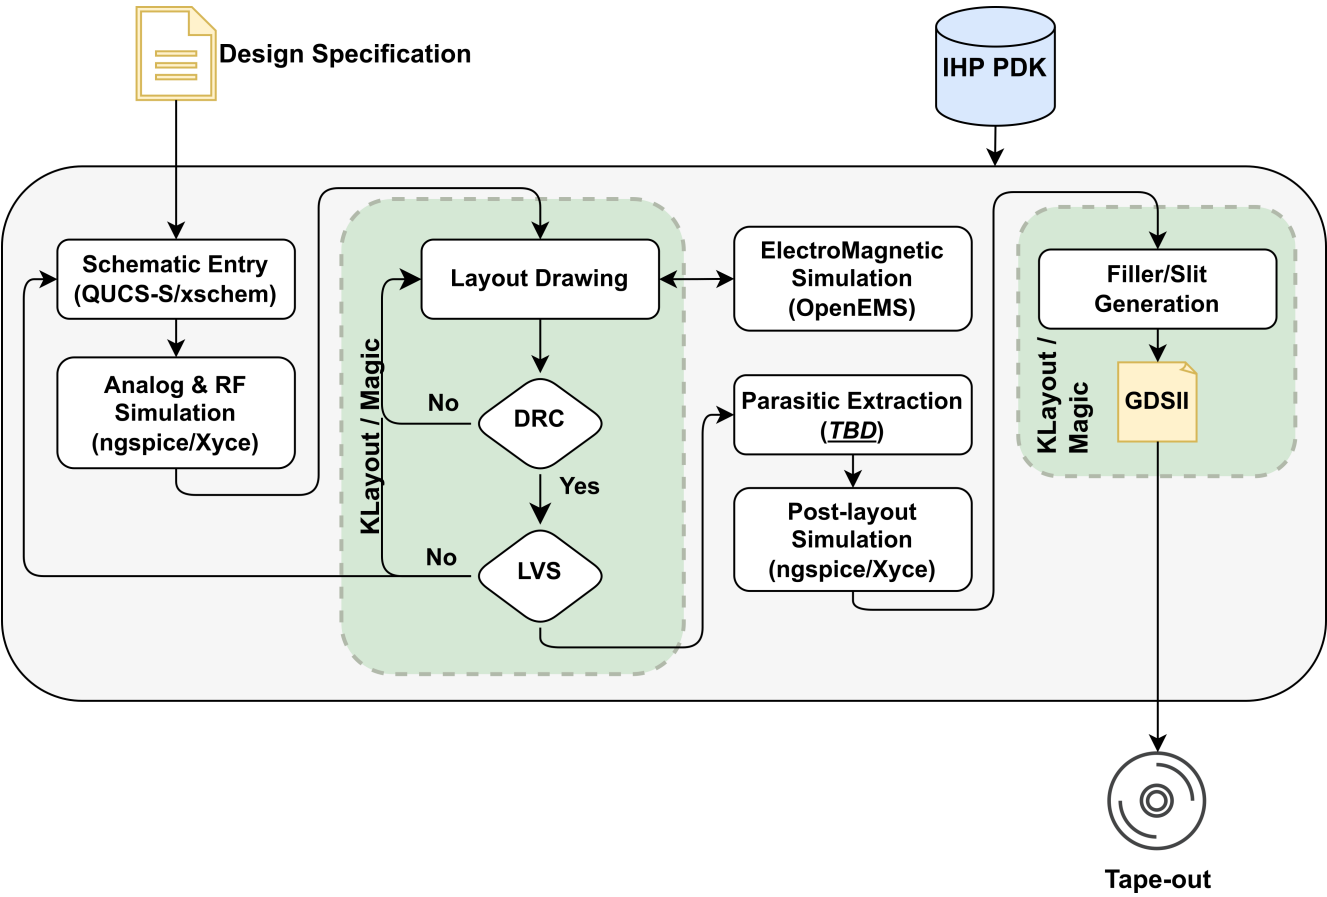 Design Specification
IHP PDK
Schematic Entry
(QUCS-S/xschem)
Analog & RF
Simulation
(ngspice/Xyce)
KLayout / Magic
Layout Drawing
No
DRC
Yes
No
LVS
ElectroMagnetic
Simulation
(OpenEMS)
Parasitic Extraction
(TBD)
Post-layout
Simulation
(ngspice/Xyce)
Filler/Slit
Generation
KLayout /
Magic
GDSII
Tape-out